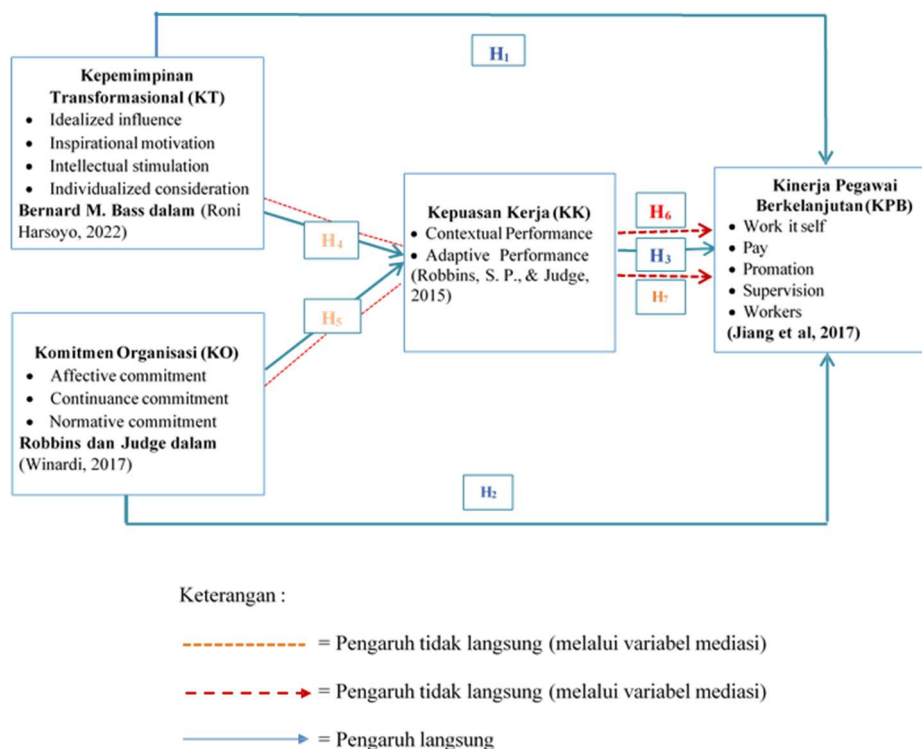 H1
Kepemimpinan
Transformasional (KT)
• Idealized influence
• Inspirational motivation
• Intellectual stimulation
• Individualized consideration
Bernard M. Bass dalam (Roni
Harsoyo, 2022)
H4
H5
Komitmen Organisasi (KO)
• Affective commitment
• Continuance commitment
• Normative commitment
Robbins dan Judge dalam
(Winardi, 2017)
Kepuasan Kerja (KK)
• Contextual Performance
• Adaptive Performance
(Robbins, S. P., & Judge,
2015)
H6
H3
H7
Kinerja Pegawai
Berkelanjutan (KPB)
• Work it self
• Pay
• Promation
• Supervision
• Workers
(Jiang et al, 2017)
H2
Keterangan :
= Pengaruh tidak langsung (melalui variabel mediasi)
= Pengaruh tidak langsung (melalui variabel mediasi)
= Pengaruh langsung